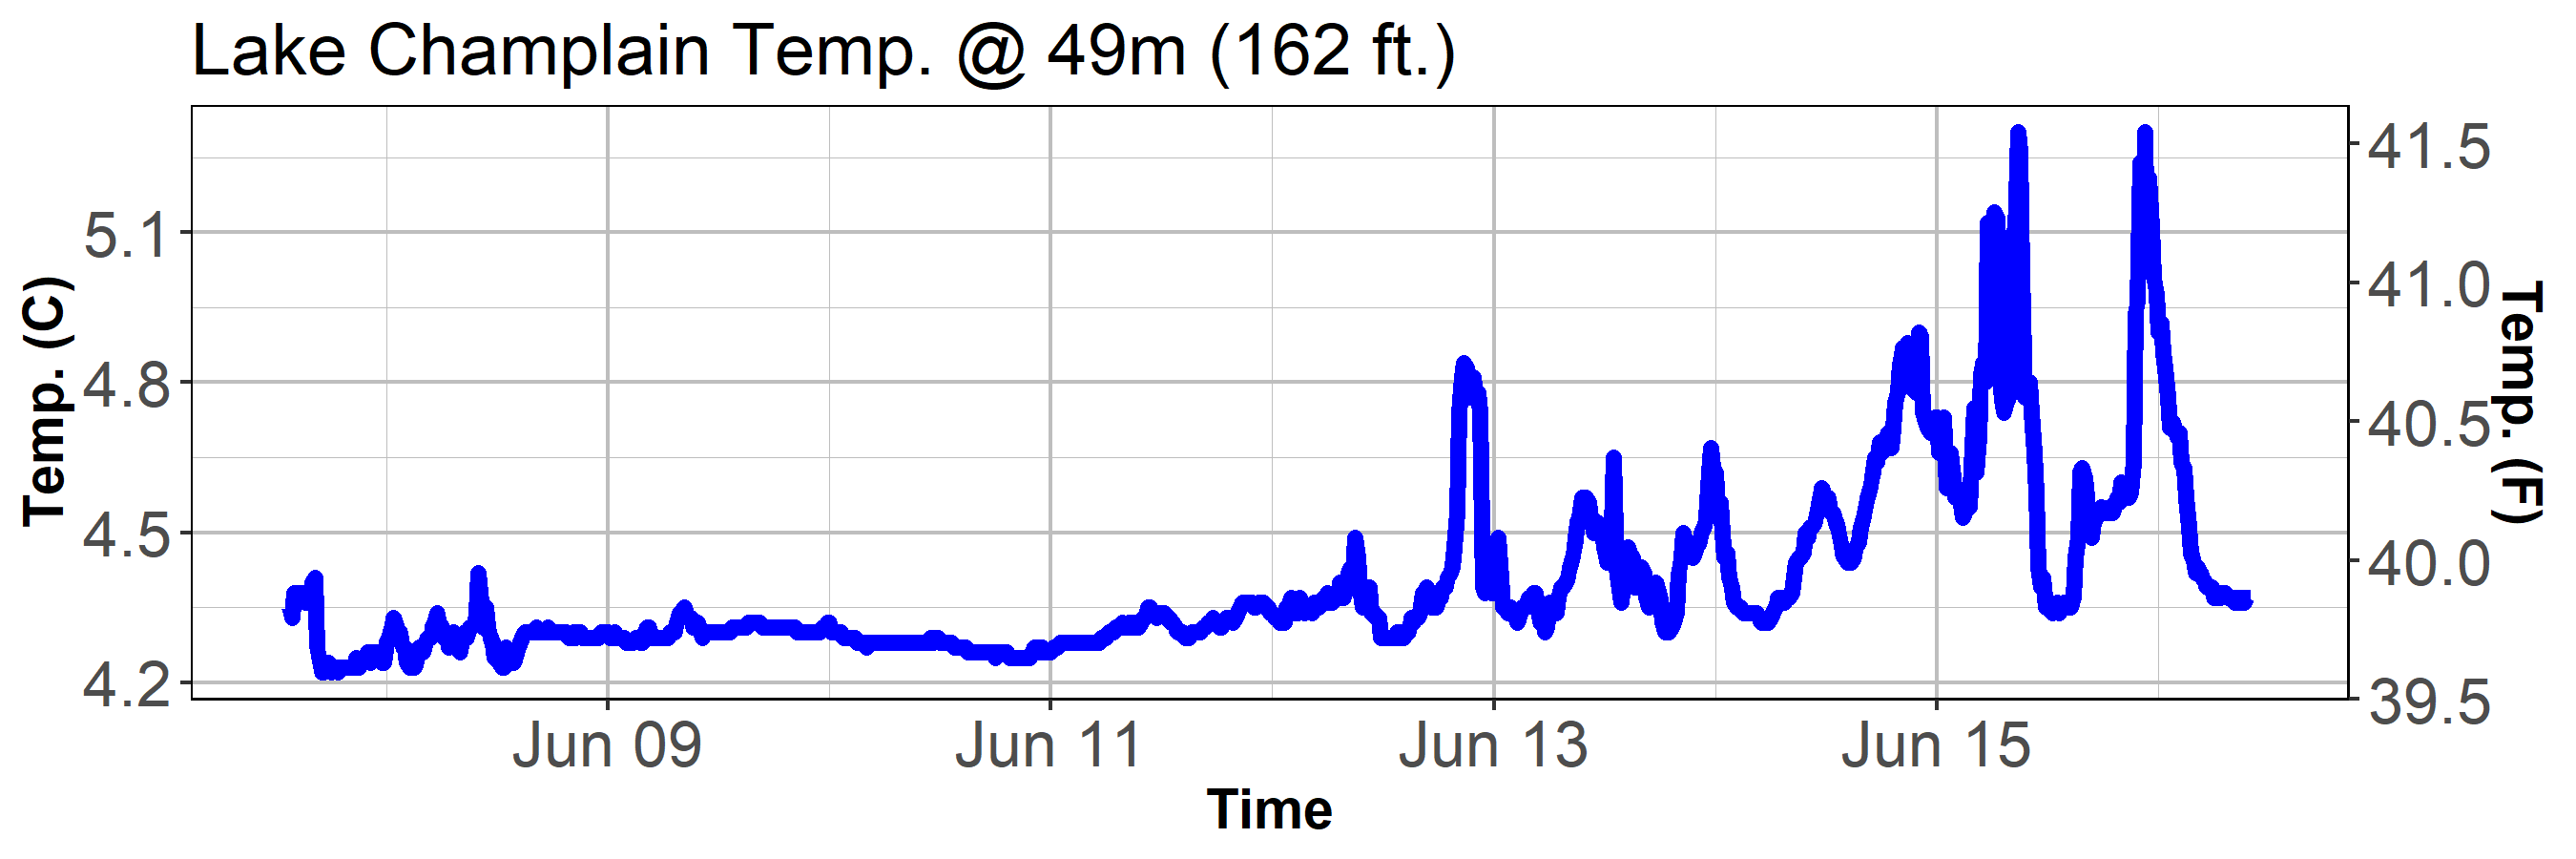 Lake Champlain Temp. @ 49m (162 ft.)
Temp. (C)
5.1
4.8
4.5
4.2
41.5
41.0
40.5
40.0
39.5
Temp. (F)
Jun 09
Jun 11
Jun 13
Jun 15
Time